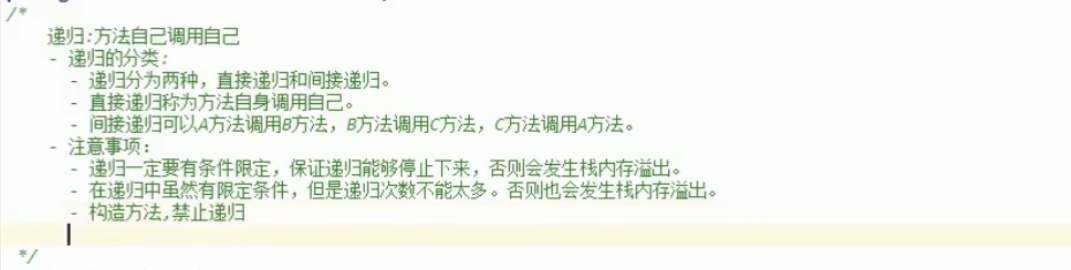 /*
递归:方法自己调用自己
- 递归的分类:
- 递归分为两种，直接递归和间接递归。
- 直接递归称为方法自身调用自己。
- 间接递归可以A方法调用B方法，B方法调用C方法，C方法调用A方法。
- 注意事项：
- 递归一定要有条件限定，保证递归能够停止下来，否则会发生栈内存溢出。
- 在递归中虽然有限定条件，但是递归次数不能太多。否则也会发生栈内存溢出。
- 构造方法,禁止递归
*/